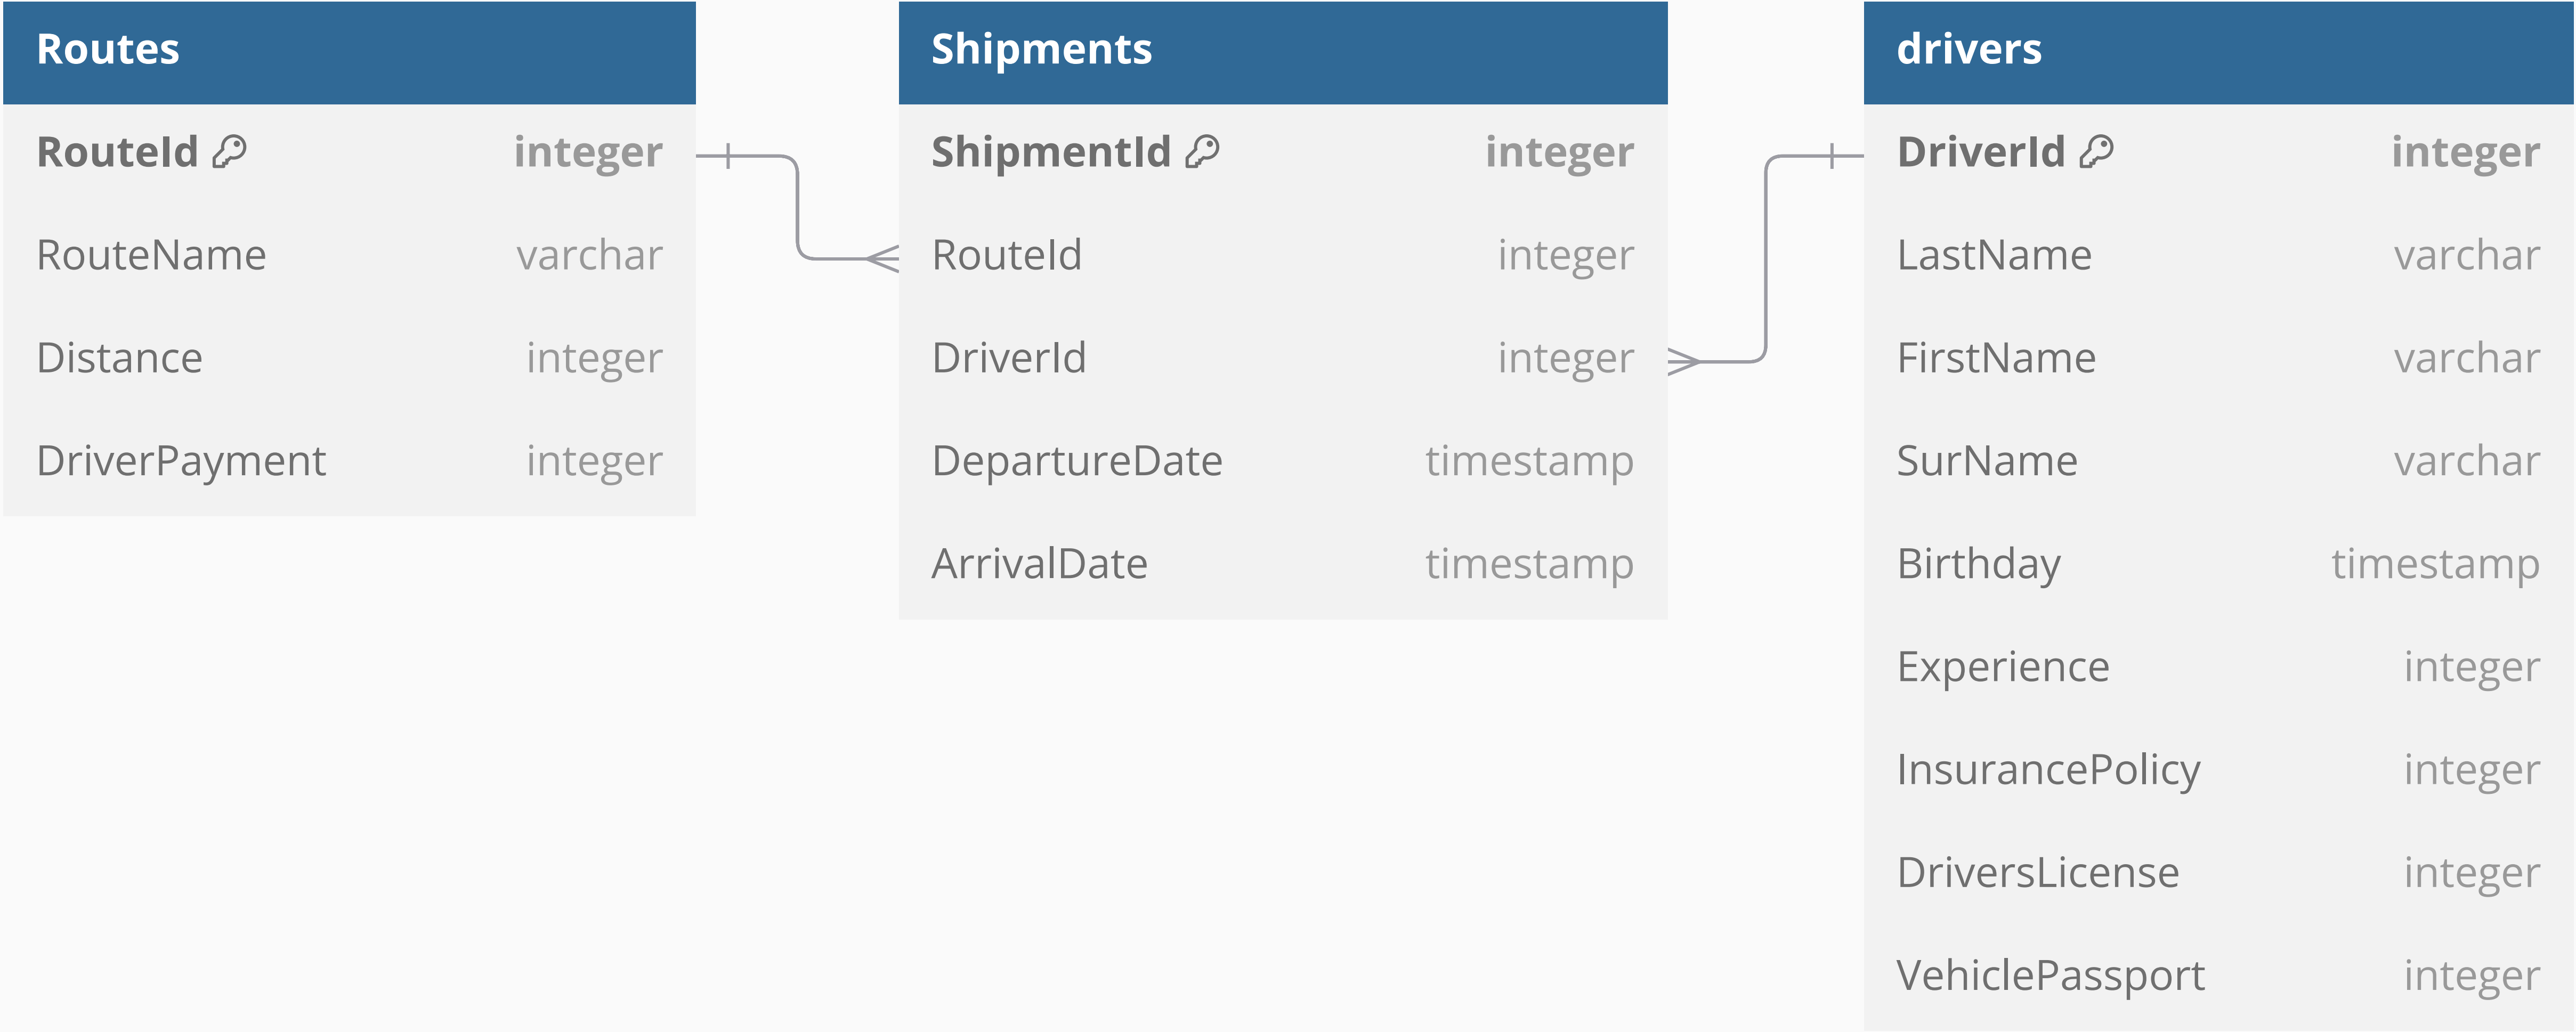 Routes
RouteId integer
RouteName varchar
Distance integer
DriverPayment integer
Shipments
ShipmentId integer
RouteId integer
DriverId integer
DepartureDate timestamp
ArrivalDate timestamp
drivers
DriverId integer
LastName varchar
FirstName varchar
SurName varchar
Birthday timestamp
Experience integer
InsurancePolicy integer
DriversLicense integer
VehiclePassport integer